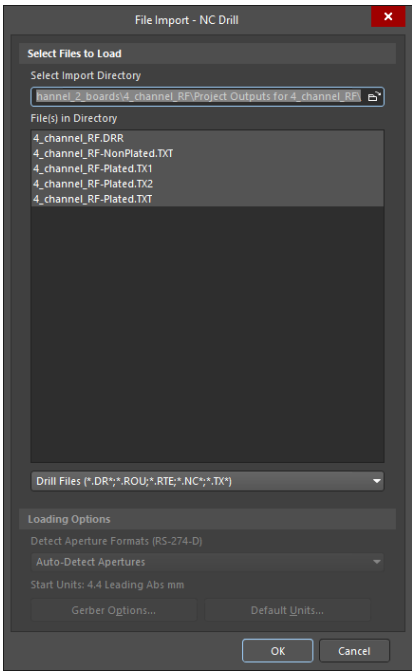 File Import - NC Drill
Select Files to Load
Select Import Directory
hannel_2_boards\4_channel_RF\Project Outputs for 4_channel_RF\
File(s) in Directory
4_channel_RF.DRR
4_channel_RF-NonPlated.TXT
4_channel_RF-Plated.TX1
4_channel_RF-Plated.TX2
4_channel_RF-Plated.TXT
Drill Files (*.DR*;*.ROU;*.RTE;*.NC*;*.TX*)
Loading Options
Detect Aperture Formats (RS-274-D)
Auto-Detect Apertures
Start Units: 4.4 Leading Abs mm
Gerber Options...
Default Units...
OK
Cancel